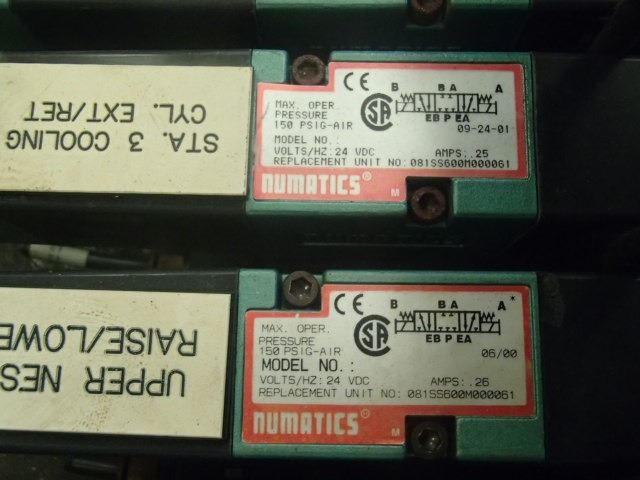 STA. 3 COOLING
CYL. EXT/RET
CE
SA
B B A A
EB P EA
MAX. OPER.
PRESSURE
150 PSIG-AIR
09-24-01
MODEL NO.:
VOLTS/HZ: 24 VDC AMPS: .25
REPLACEMENT UNIT NO: 081SS600M000061
numatics®
M
UPPER NES
RAISE/LOWE
CE
SA
B B A A*
EB P EA
MAX. OPER.
PRESSURE
150 PSIG-AIR
06/00
MODEL NO.:
VOLTS/HZ: 24 VDC AMPS: .26
REPLACEMENT UNIT NO: 081SS600M000061
numatics®
M